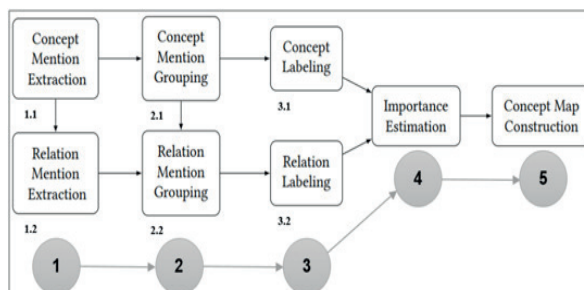 Concept
Mention
Extraction
1.1
Concept
Mention
Grouping
2.1
Concept
Labeling
3.1
Importance
Estimation
Concept Map
Construction
Relation
Mention
Extraction
1.2
Relation
Mention
Grouping
2.2
Relation
Labeling
3.2
1
2
3
4
5